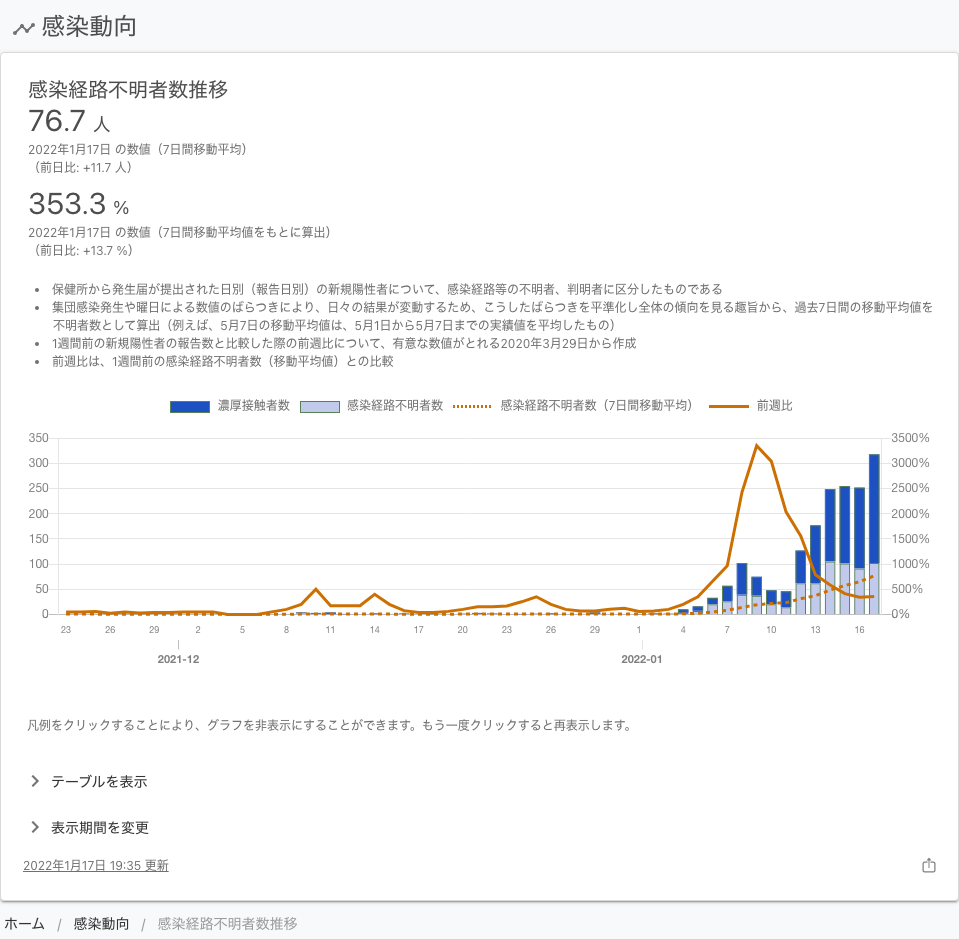 感染動向
感染経路不明者数推移
76.7 人
2022年1月17日 の数値（7日間移動平均）
（前日比: +11.7 人）
353.3 %
2022年1月17日 の数値（7日間移動平均値をもとに算出）
（前日比: +13.7 %）
• 保健所から発生届が提出された日別（報告日別）の新規陽性者について、感染経路等の不明者、判明者に区分したものである
• 集団感染発生や曜日による数値のばらつきにより、日々の結果が変動するため、こうしたばらつきを平準化し全体の傾向を見る趣旨から、過去7日間の移動平均値を
不明者数として算出（例えば、5月7日の移動平均値は、5月1日から5月7日までの実績値を平均したもの）
• 1週間前の新規陽性者の報告数と比較した際の前週比について、有意な数値がとれる2020年3月29日から作成
• 前週比は、1週間前の感染経路不明者数（移動平均値）との比較
濃厚接触者数 感染経路不明者数 感染経路不明者数（7日間移動平均） 前週比
350 3500%
300 3000%
250 2500%
200 2000%
150 1500%
100 1000%
50 500%
0 0%
23 26 29 2 5 8 11 14 17 20 23 26 29 1 4 7 10 13 16
2021-12 2022-01
凡例をクリックすることにより、グラフを非表示にすることができます。もう一度クリックすると再表示します。
テーブルを表示
表示期間を変更
2022年1月17日 19:35 更新
ホーム / 感染動向 / 感染経路不明者数推移